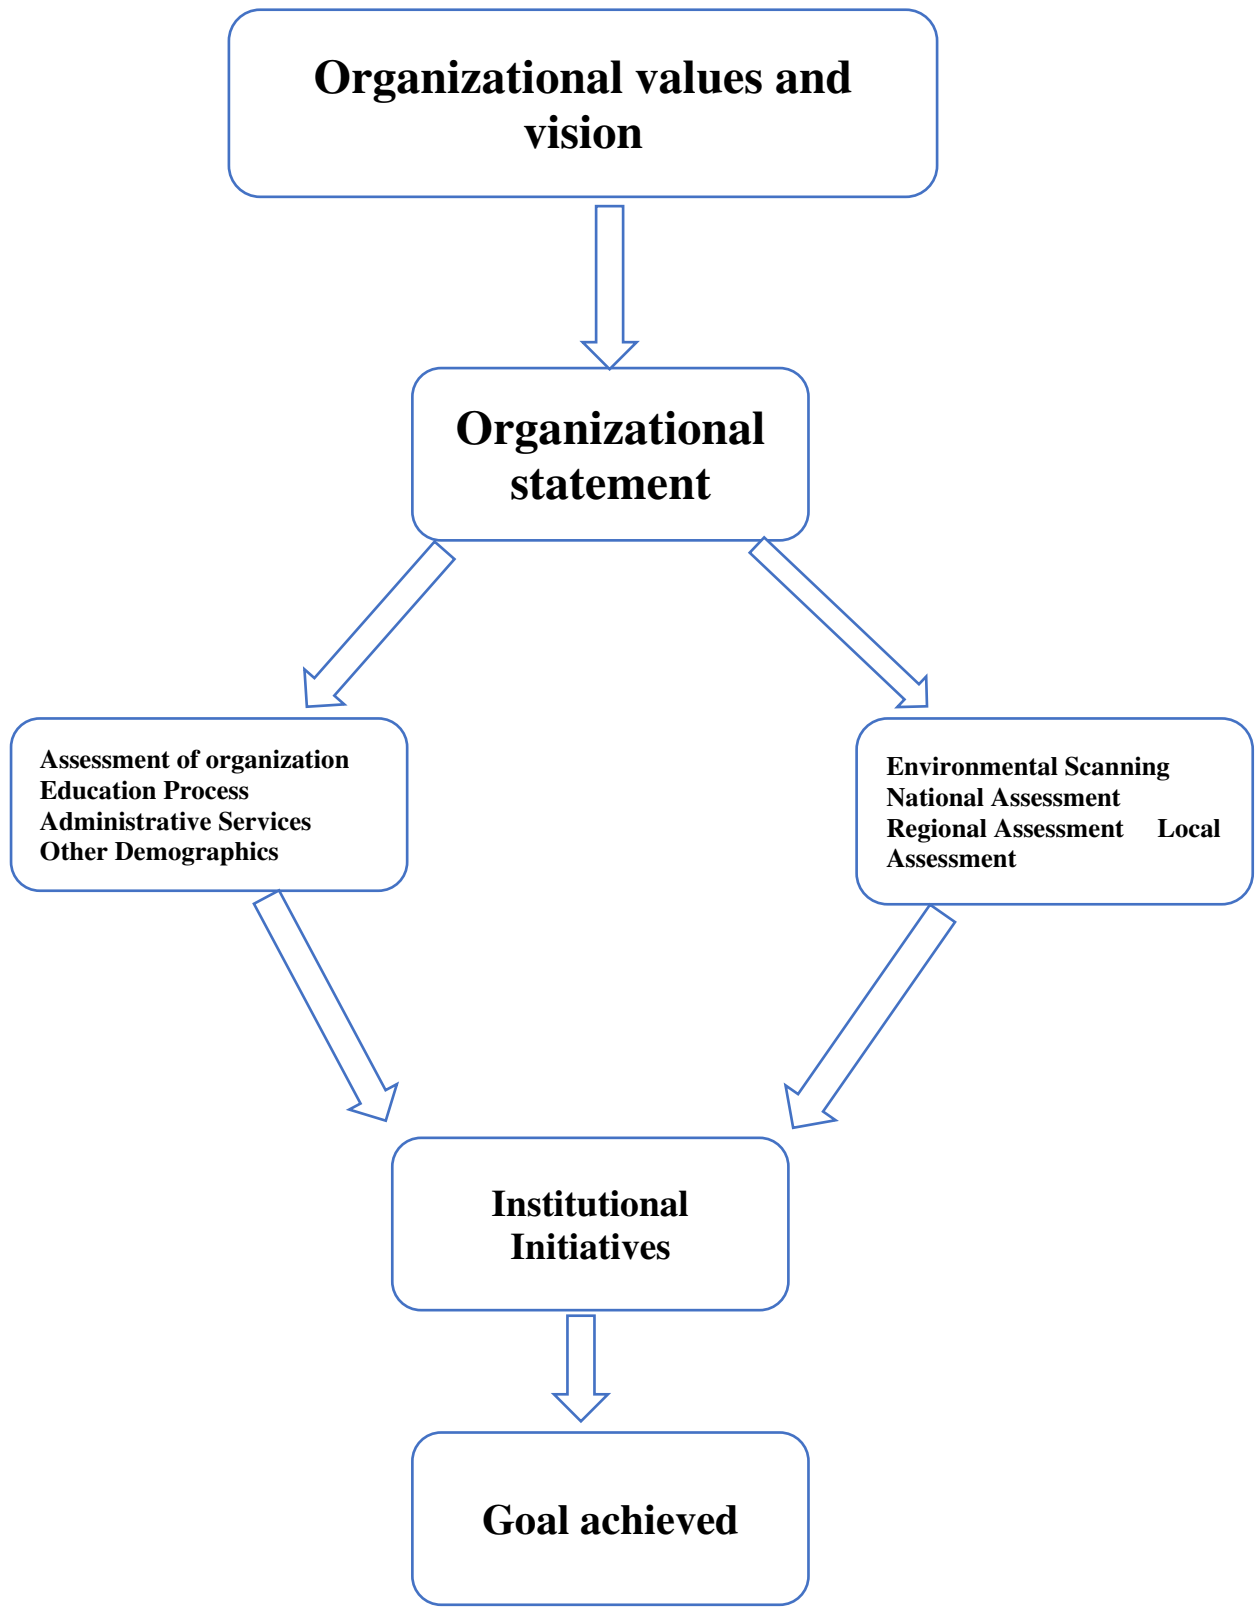 Organizational values and
vision
Organizational
statement
Assessment of organization
Education Process
Administrative Services
Other Demographics
Environmental Scanning
National Assessment
Regional Assessment Local
Assessment
Institutional
Initiatives
Goal achieved